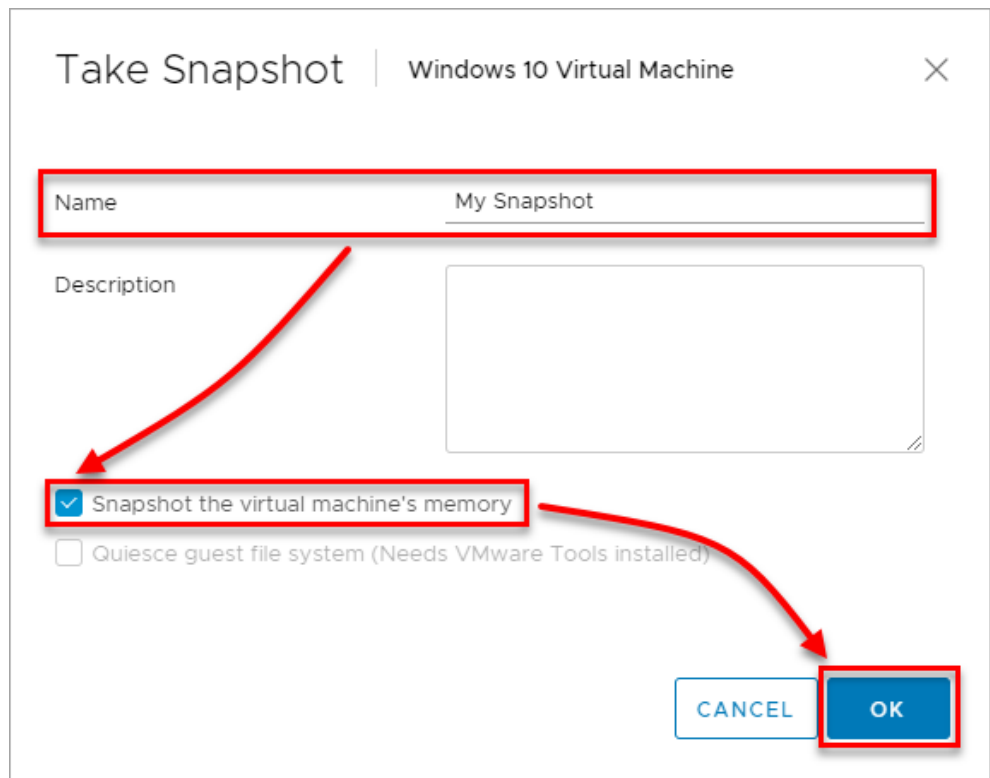 Take Snapshot Windows 10 Virtual Machine
Name My Snapshot
Description
Snapshot the virtual machine's memory
Quiesce guest file system (Needs VMware Tools installed)
CANCEL OK